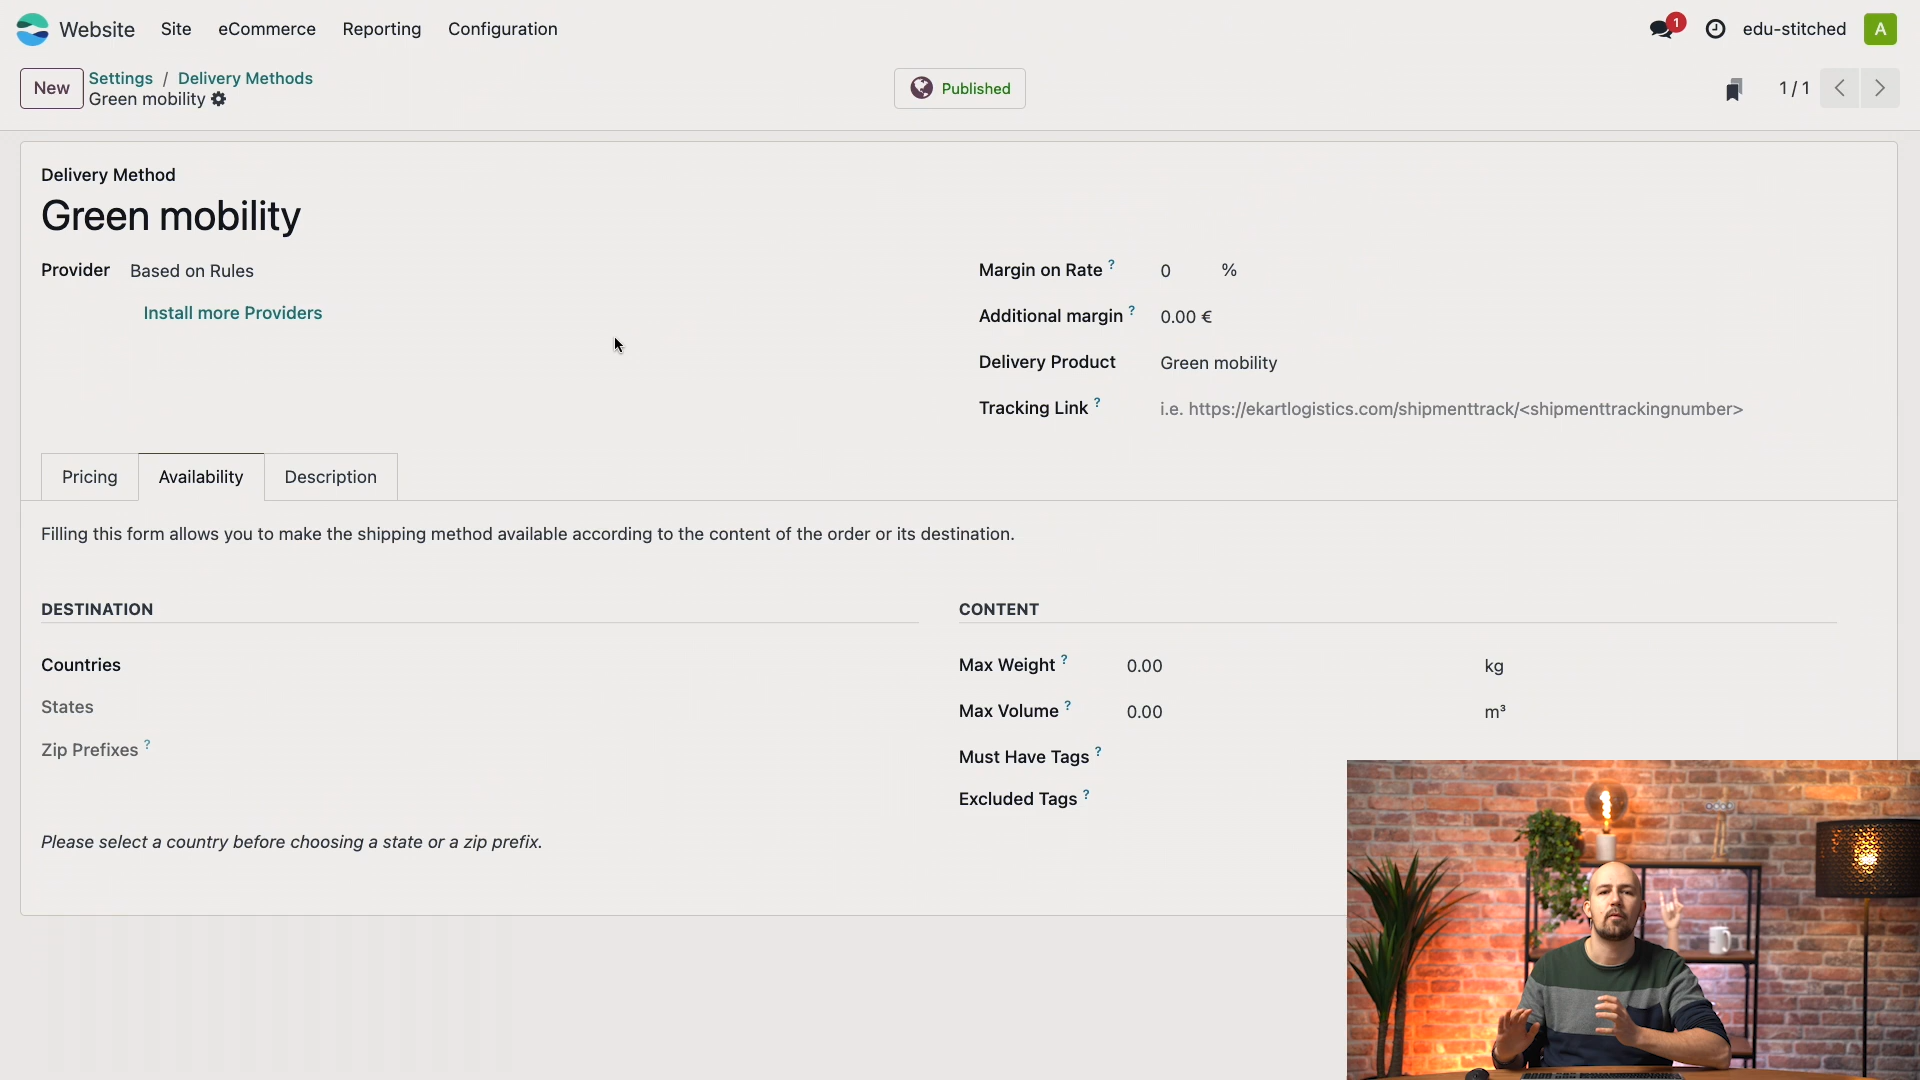 Website Site eCommerce Reporting Configuration 1 edu-stitched A
New Settings / Delivery Methods Published 1 / 1
Green mobility
Delivery Method
Green mobility
Provider Based on Rules
Install more Providers
Margin on Rate ? 0 %
Additional margin ? 0.00 €
Delivery Product Green mobility
Tracking Link ? i.e. https://ekartlogistics.com/shipmenttrack/<shipmenttrackingnumber>
Pricing Availability Description
Filling this form allows you to make the shipping method available according to the content of the order or its destination.
DESTINATION
Countries
States
Zip Prefixes ?
Please select a country before choosing a state or a zip prefix.
CONTENT
Max Weight ? 0.00 kg
Max Volume ? 0.00 m³
Must Have Tags ?
Excluded Tags ?